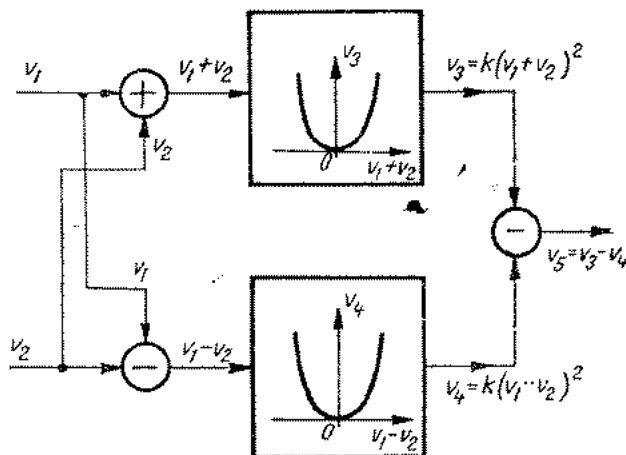 v₁
v₁+v₂
v₃
v₃=k(v₁+v₂)²
v₂
0
v₁+v₂
v₁
v₅=v₃-v₄
v₂
v₁-v₂
v₄
v₄=k(v₁-v₂)²
0
v₁-v₂